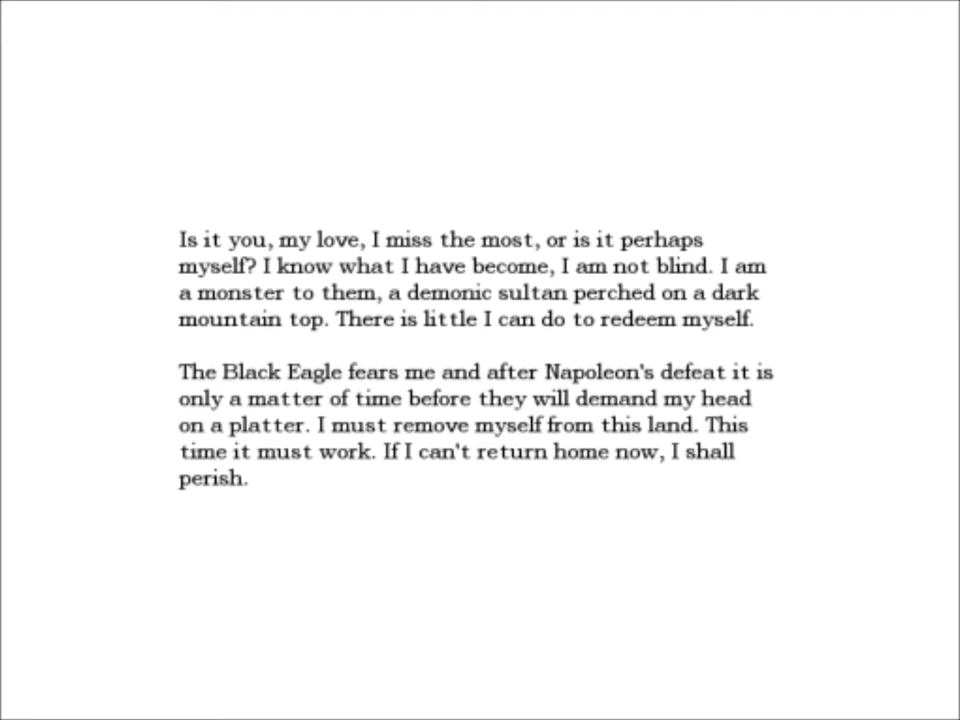 Is it you, my love, I miss the most, or is it perhaps
myself? I know what I have become, I am not blind. I am
a monster to them, a demonic sultan perched on a dark
mountain top. There is little I can do to redeem myself.
The Black Eagle fears me and after Napoleon's defeat it is
only a matter of time before they will demand my head
on a platter. I must remove myself from this land. This
time it must work. If I can't return home now, I shall
perish.